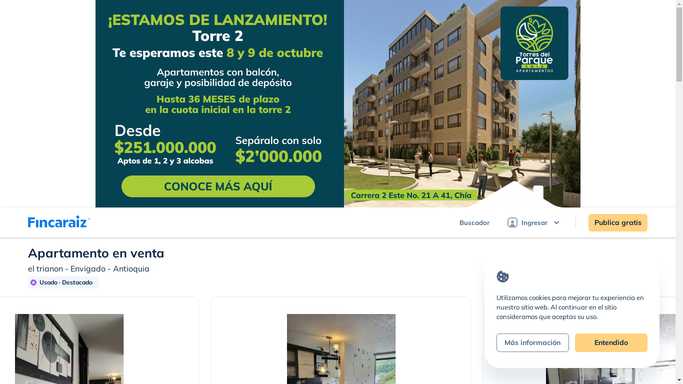 ¡ESTAMOS DE LANZAMIENTO!
Torre 2
Te esperamos este 8 y 9 de octubre
Apartamentos con balcón,
garaje y posibilidad de depósito
Hasta 36 MESES de plazo
en la cuota inicial en la torre 2
Desde
$251.000.000
Aptos de 1, 2 y 3 alcobas
Sepáralo con solo
$2'000.000
CONOCE MÁS AQUÍ
Torres del
Parque
CHÍA
APARTAMENTOS
Carrera 2 Este No. 21 A 41, Chía
Fincaraiz
Buscador
Ingresar
Publica gratis
Apartamento en venta
el trianon - Envigado - Antioquia
Usado · Destacado
Utilizamos cookies para mejorar tu experiencia en
nuestro sitio web. Al continuar en el sitio
consideramos que aceptas su uso.
Más información
Entendido